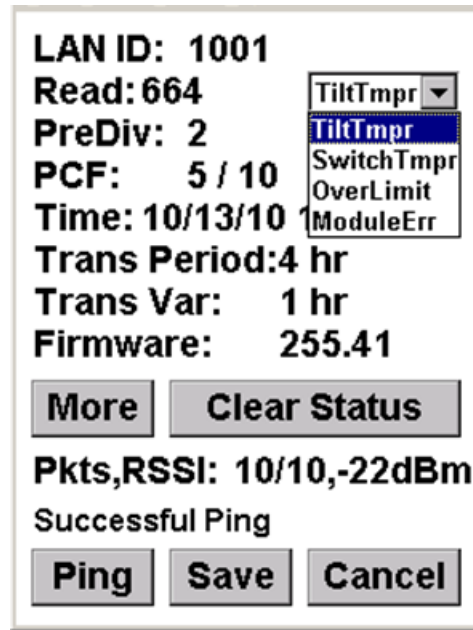 LAN ID: 1001
Read: 664
TiltTmpr
PreDiv: 2
TiltTmpr
SwitchTmpr
OverLimit
ModuleErr
PCF: 5 / 10
Time: 10/13/10
Trans Period:4 hr
Trans Var: 1 hr
Firmware: 255.41
More
Clear Status
Pkts,RSSI: 10/10,-22dBm
Successful Ping
Ping
Save
Cancel